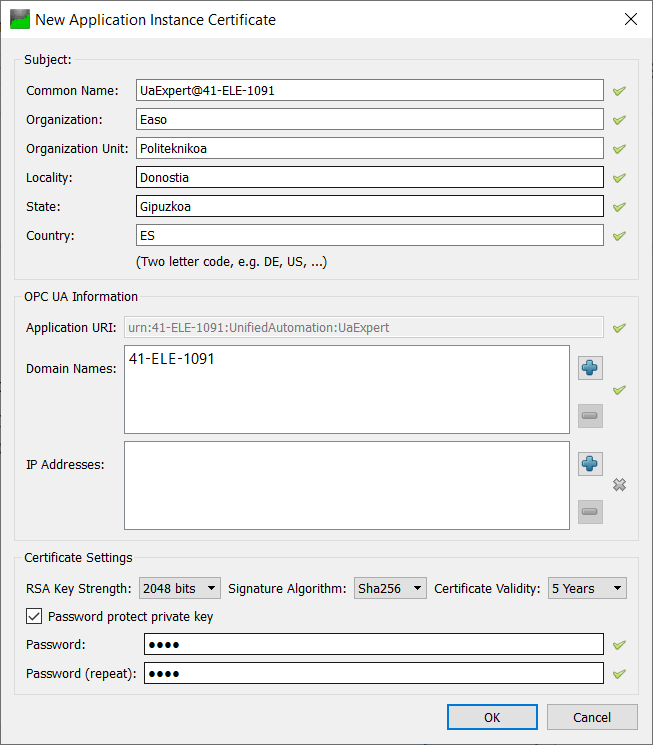 New Application Instance Certificate
Subject:
Common Name: UaExpert@41-ELE-1091
Organization: Easo
Organization Unit: Politeknikoa
Locality: Donostia
State: Gipuzkoa
Country: ES
(Two letter code, e.g. DE, US, ...)
OPC UA Information
Application URI: urn:41-ELE-1091:UnifiedAutomation:UaExpert
Domain Names: 41-ELE-1091
IP Addresses:
Certificate Settings
RSA Key Strength: 2048 bits Signature Algorithm: Sha256 Certificate Validity: 5 Years
Password protect private key
Password: ●●●●
Password (repeat): ●●●●
OK Cancel